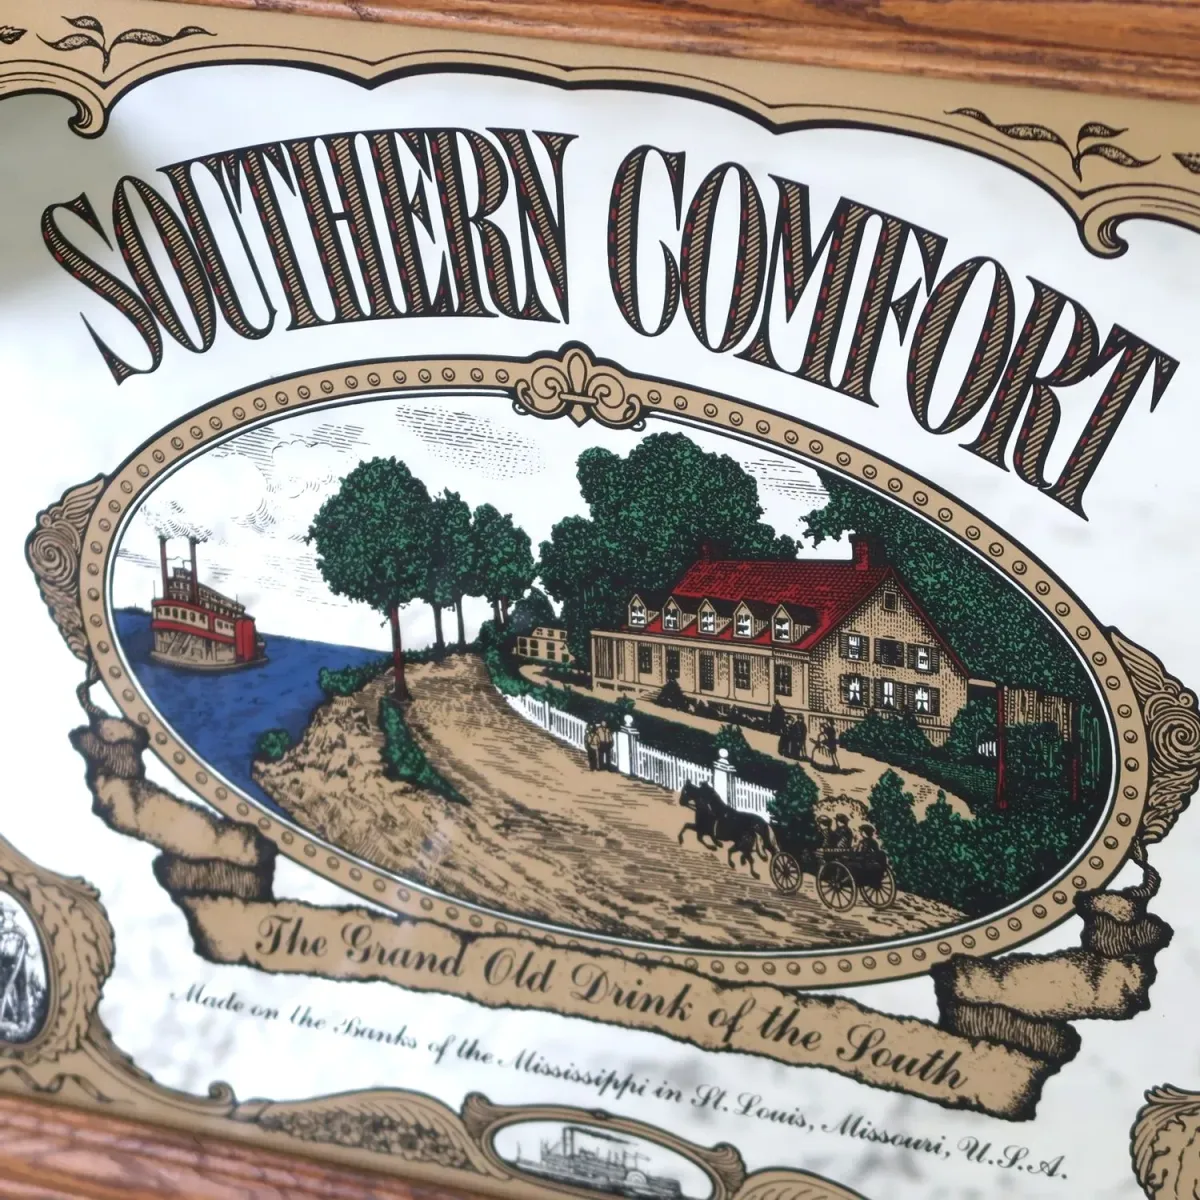 SOUTHERN COMFORT
The Grand Old Drink of the South
Made on the Banks of the Mississippi in St. Louis, Missouri, U.S.A.